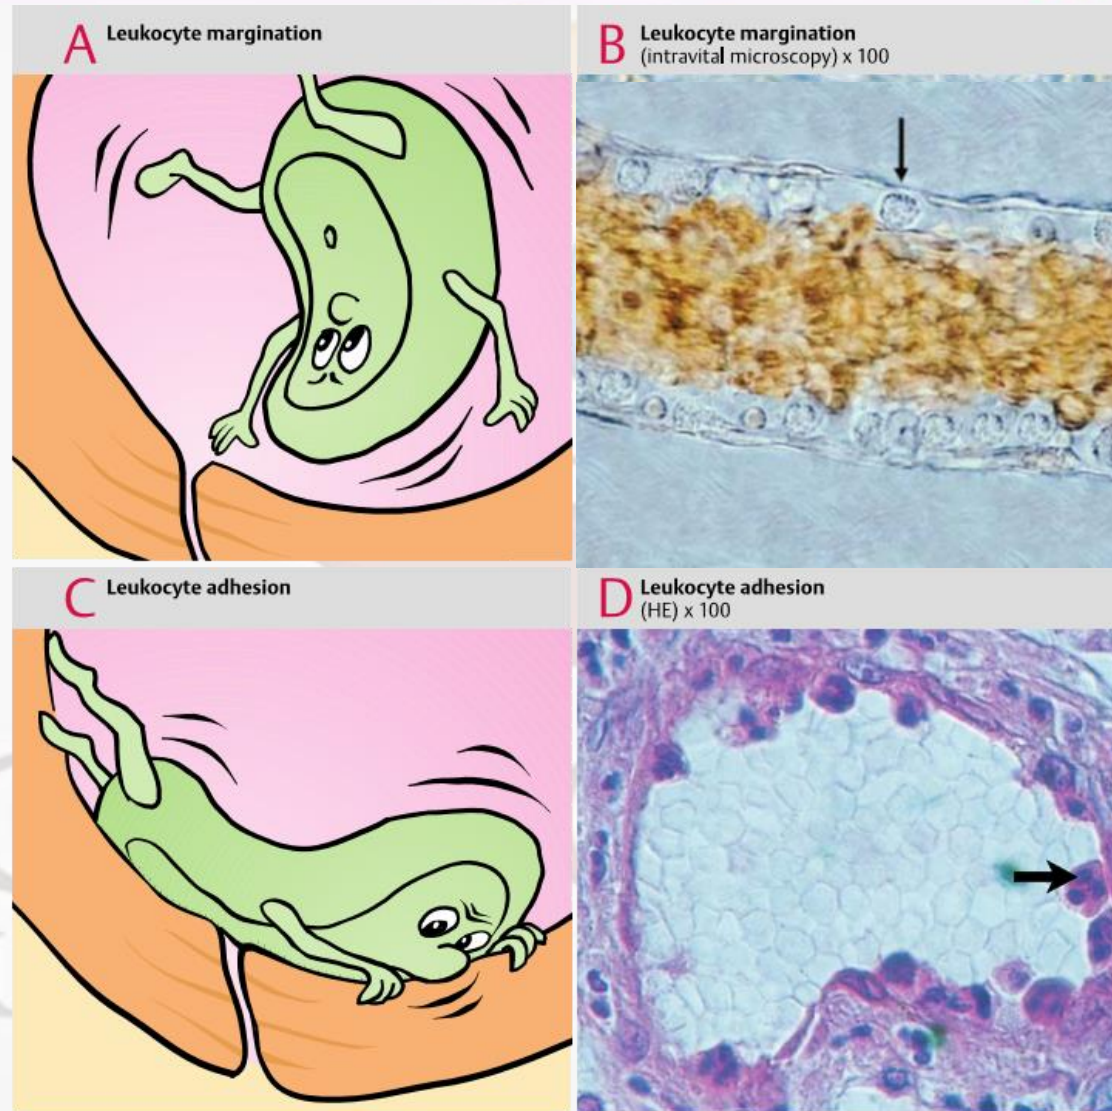 A Leukocyte margination
B Leukocyte margination
(intravital microscopy) x 100
C Leukocyte adhesion
D Leukocyte adhesion
(HE) x 100